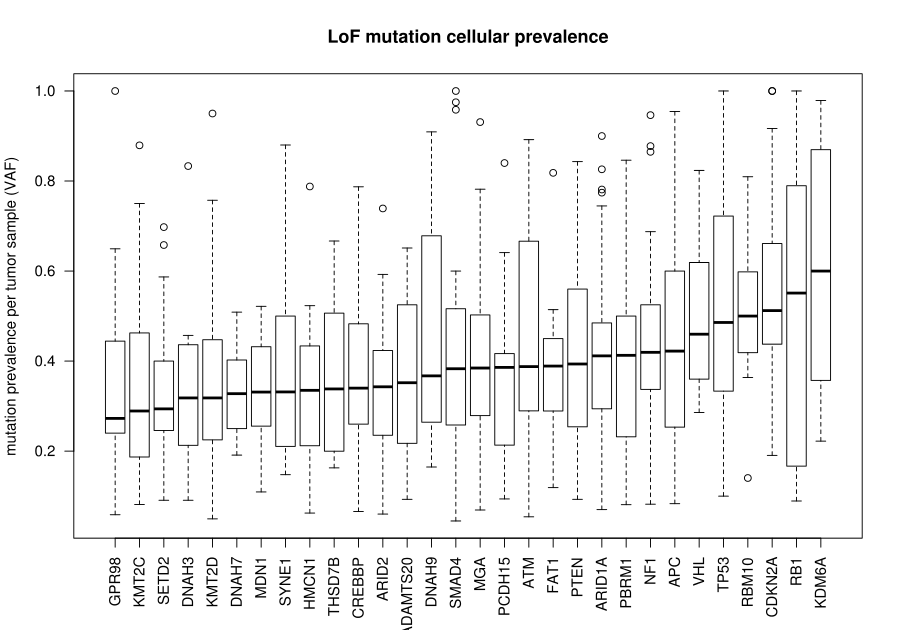 LoF mutation cellular prevalence
mutation prevalence per tumor sample (VAF)
1.0
0.8
0.6
0.4
0.2
GPR98
KMT2C
SETD2
DNAH3
KMT2D
DNAH7
MDN1
SYNE1
HMCN1
THSD7B
CREBBP
ARID2
ADAMTS20
DNAH9
SMAD4
MGA
PCDH15
ATM
FAT1
PTEN
ARID1A
PBRM1
NF1
APC
VHL
TP53
RBM10
CDKN2A
RB1
KDM6A